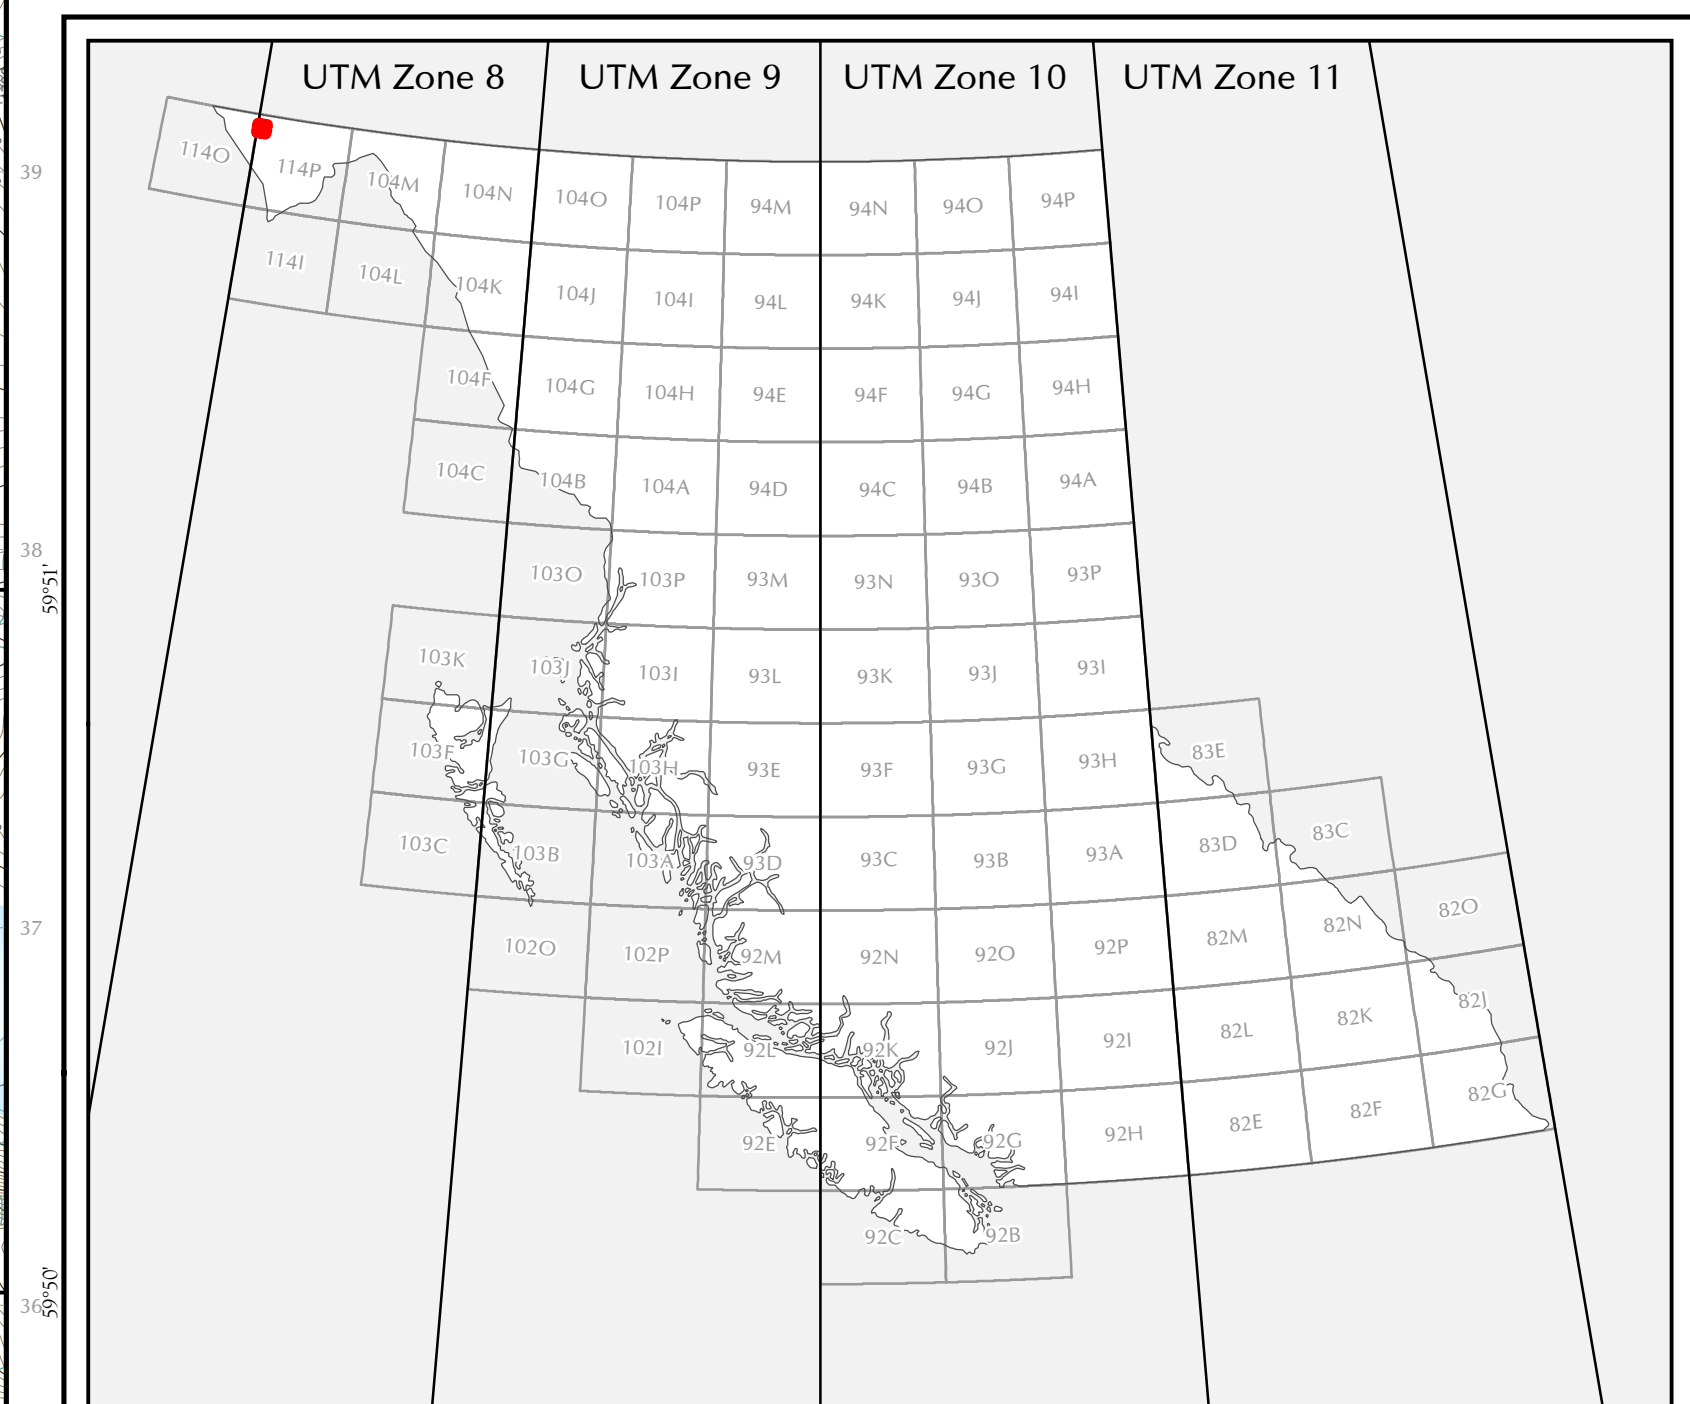 UTM Zone 8 UTM Zone 9 UTM Zone 10 UTM Zone 11
39
38
59°51'
37
36
59°50'
114O 114P 104M 104N 104O 104P 94M 94N 94O 94P
114I 104L 104K 104J 104I 94L 94K 94J 94I
104F 104G 104H 94E 94F 94G 94H
104C 104B 104A 94D 94C 94B 94A
103O 103P 93M 93N 93O 93P
103K 103J 103I 93L 93K 93J 93I
103F 103G 103H 93E 93F 93G 93H 83E
103C 103B 103A 93D 93C 93B 93A 83D 83C
102O 102P 92M 92N 92O 92P 82M 82N 82O
102I 92L 92K 92J 92I 82L 82K 82J
92E 92F 92G 92H 82E 82F 82G
92C 92B